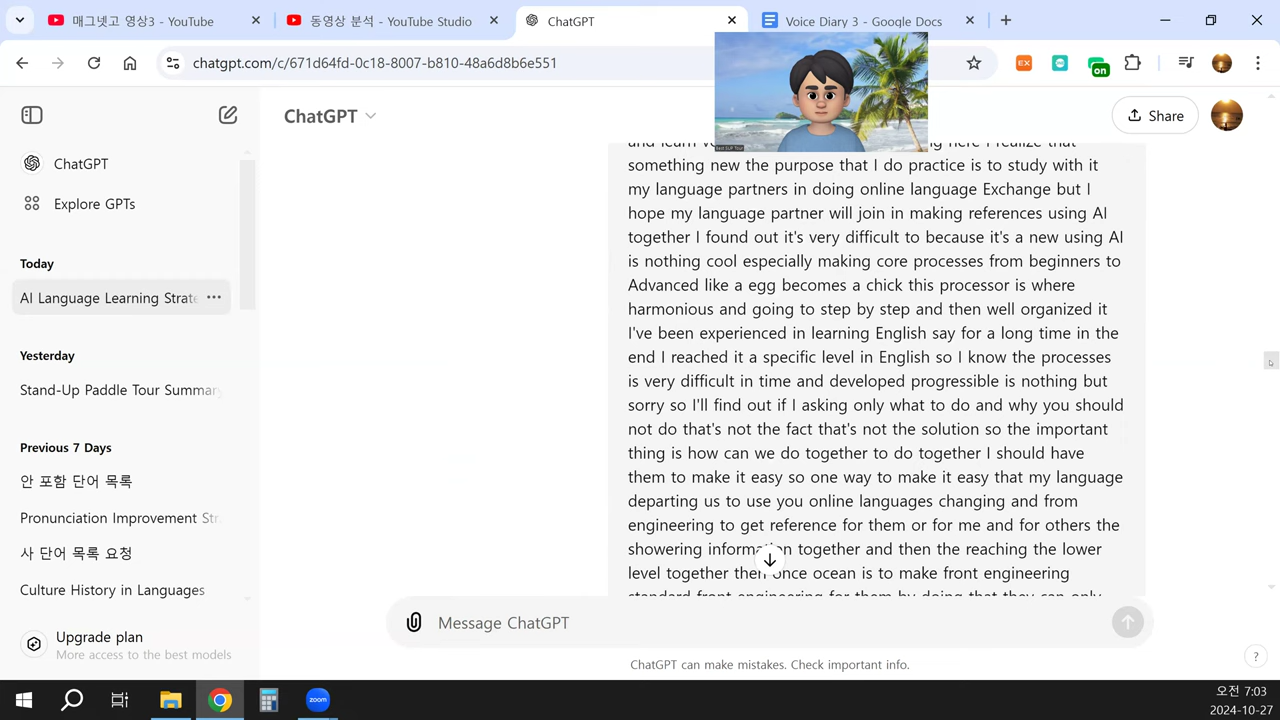 매그넷고 영상3 - YouTube
동영상 분석 - YouTube Studio
ChatGPT
Voice Diary 3 - Google Docs
chatgpt.com/c/671d64fd-0c18-8007-b810-48a6d8b6e551
on
ChatGPT
Share
ChatGPT
Explore GPTs
Today
AI Language Learning Strate
Yesterday
Stand-Up Paddle Tour Summar
Previous 7 Days
안 포함 단어 목록
Pronunciation Improvement Str
사 단어 목록 요청
Culture History in Languages
Upgrade plan
More access to the best models
something new the purpose that I do practice is to study with it
my language partners in doing online language Exchange but I
hope my language partner will join in making references using AI
together I found out it's very difficult to because it's a new using AI
is nothing cool especially making core processes from beginners to
Advanced like a egg becomes a chick this processor is where
harmonious and going to step by step and then well organized it
I've been experienced in learning English say for a long time in the
end I reached it a specific level in English so I know the processes
is very difficult in time and developed progressible is nothing but
sorry so I'll find out if I asking only what to do and why you should
not do that's not the fact that's not the solution so the important
thing is how can we do together to do together I should have
them to make it easy so one way to make it easy that my language
departing us to use you online languages changing and from
engineering to get reference for them or for me and for others the
showering information together and then the reaching the lower
level together then once ocean is to make front engineering
standard front engineering for them by doing that they can only
Message ChatGPT
ChatGPT can make mistakes. Check important info.
?
EX
zoom
오전 7:03
2024-10-27